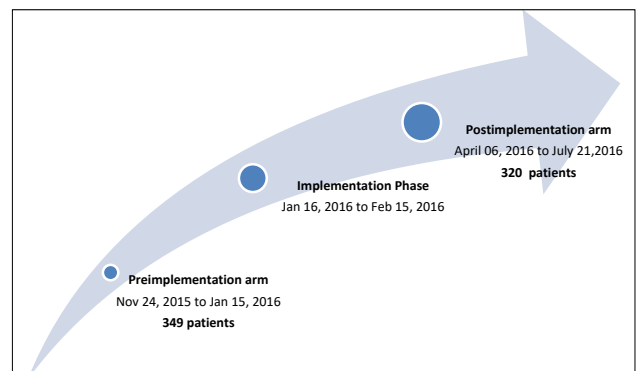 Preimplementation arm
Nov 24, 2015 to Jan 15, 2016
349 patients
Implementation Phase
Jan 16, 2016 to Feb 15, 2016
Postimplementation arm
April 06, 2016 to July 21,2016
320 patients